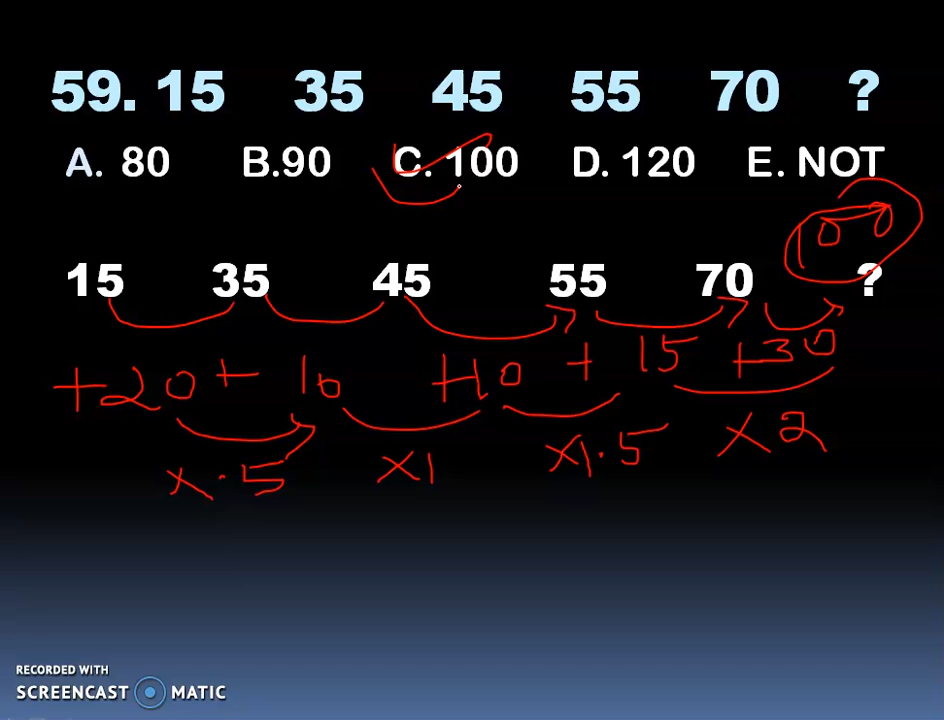 59. 15 35 45 55 70 ?
A. 80 B.90 C. 100 D. 120 E. NOT
100
15 35 45 55 70 ?
+20 + 10 +10 + 15 +30
x .5 x1 x1.5 x2
RECORDED WITH
SCREENCAST MATIC